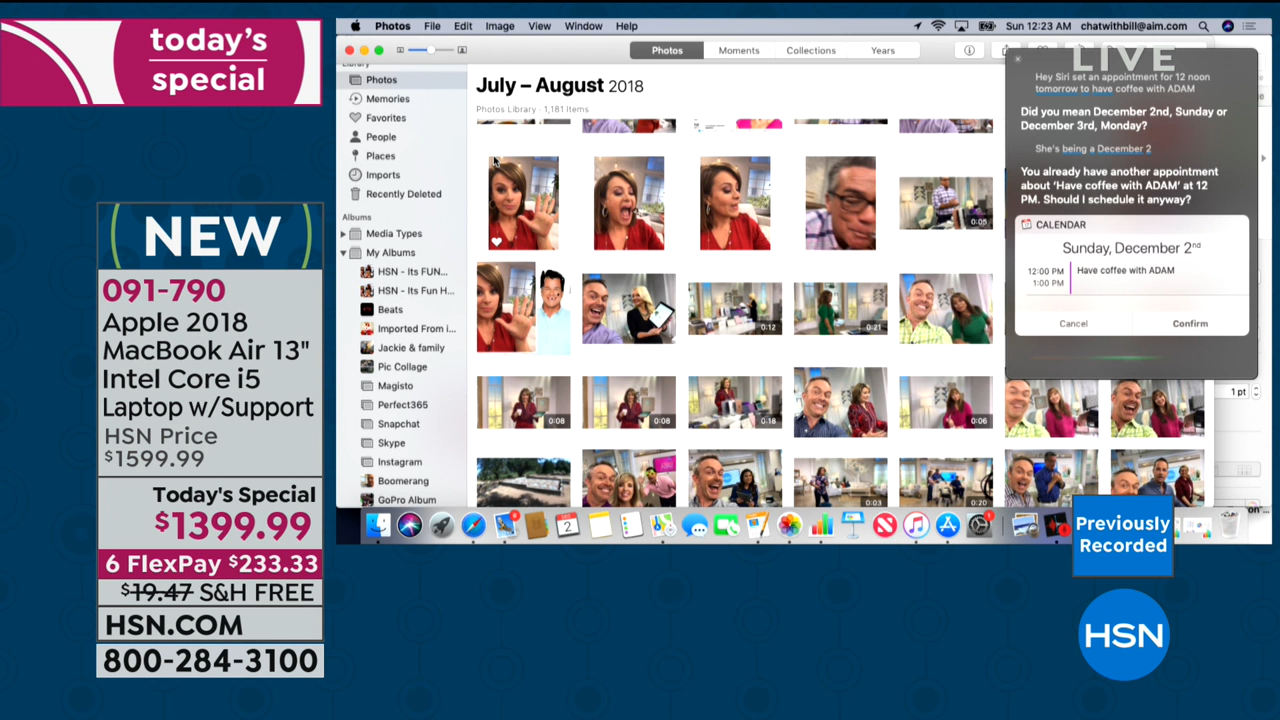 today's
special
NEW
091-790
Apple 2018
MacBook Air 13"
Intel Core i5
Laptop w/Support
HSN Price
$1599.99
Today's Special
$1399.99
6 FlexPay $233.33
$19.47 S&H FREE
HSN.COM
800-284-3100
Photos File Edit Image View Window Help
Sun 12:23 AM chatwithbill@aim.com
Photos Moments Collections Years
Library
Photos
Memories
Favorites
People
Places
Imports
Recently Deleted
Albums
Media Types
My Albums
HSN - Its FUN...
HSN - Its Fun H...
Beats
Imported From i...
Jackie & family
Pic Collage
Magisto
Perfect365
Snapchat
Skype
Instagram
Boomerang
GoPro Album
July – August 2018
Photos Library · 1,181 Items
0:05
0:12
0:21
0:08
0:08
0:18
0:06
0:03
0:20
LIVE
Hey Siri set an appointment for 12 noon
tomorrow to have coffee with ADAM
Did you mean December 2nd, Sunday or
December 3rd, Monday?
She's being a December 2
You already have another appointment
about 'Have coffee with ADAM' at 12
PM. Should I schedule it anyway?
CALENDAR
Sunday, December 2nd
12:00 PM Have coffee with ADAM
1:00 PM
Cancel Confirm
1 pt
2
Previously
Recorded
HSN